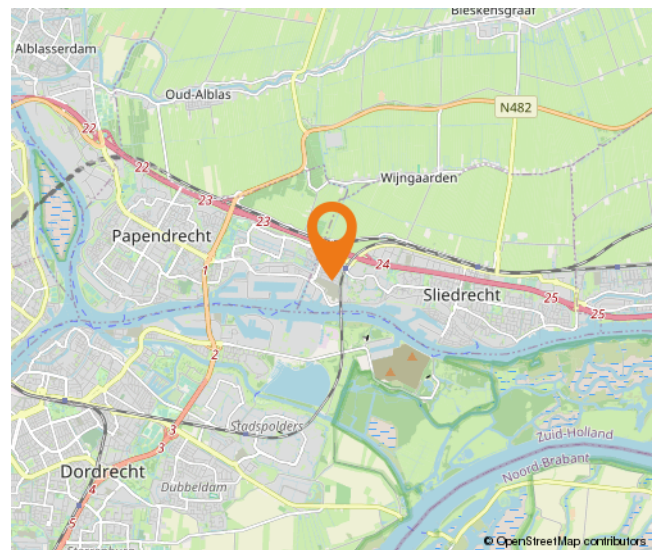 Bleskensgraaf
Alblasserdam
Oud-Alblas
N482
22
22
Wijngaarden
23
23
Papendrecht
24
1
Sliedrecht
25
25
2
Stadspolders
Zuid-Holland
3
3
Noord-Brabant
Dordrecht
Dubbeldam
4
5
© OpenStreetMap contributors